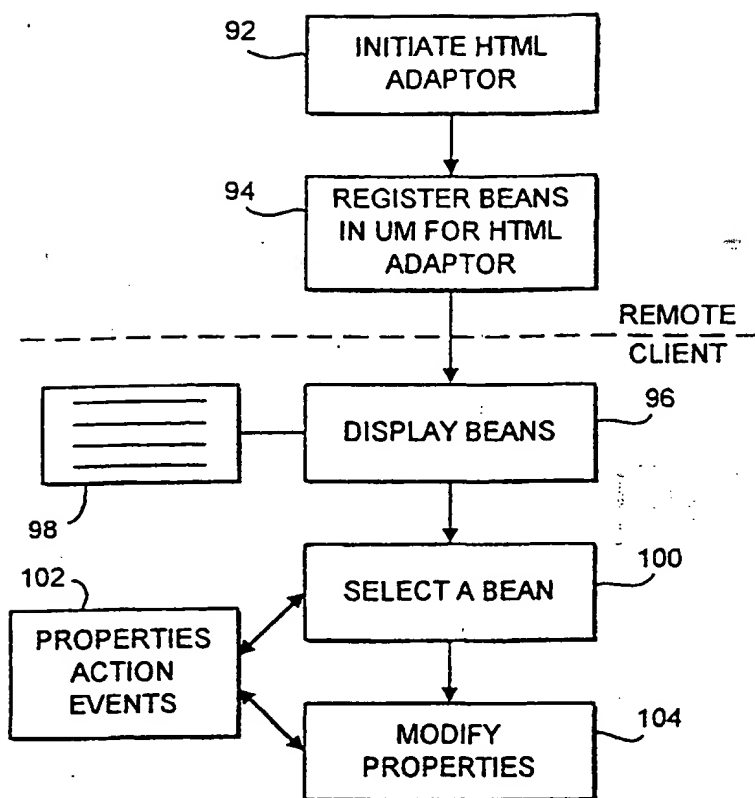 92
INITIATE HTML
ADAPTOR
94
REGISTER BEANS
IN UM FOR HTML
ADAPTOR
REMOTE
CLIENT
96
DISPLAY BEANS
98
100
SELECT A BEAN
102
PROPERTIES
ACTION
EVENTS
104
MODIFY
PROPERTIES